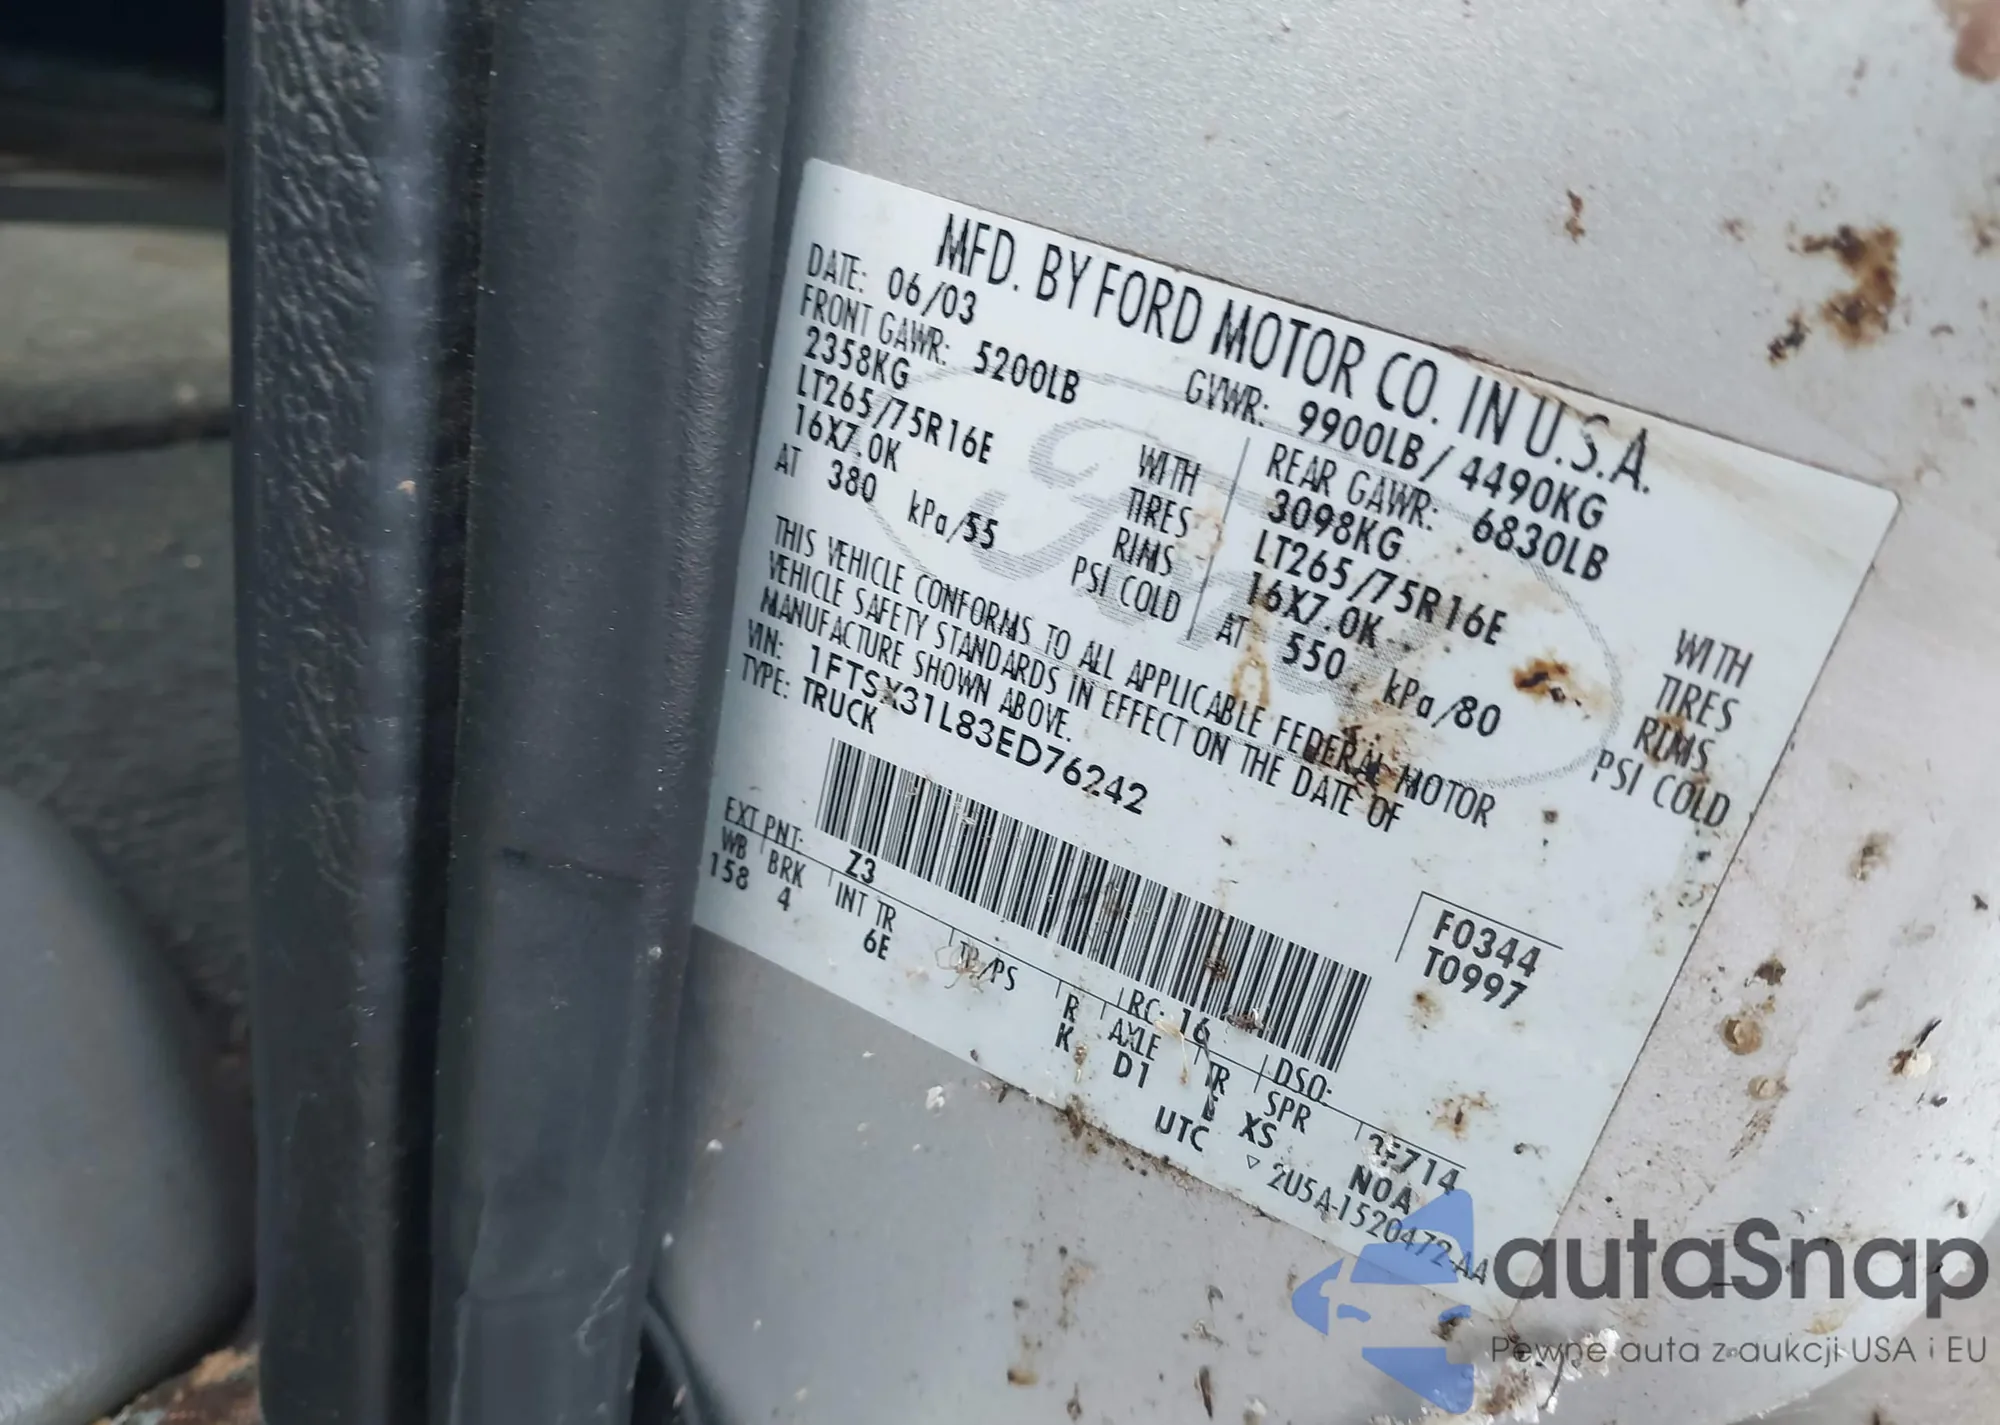 MFD. BY FORD MOTOR CO. IN U.S.A.
DATE: 06/03
GVWR: 9900LB/4490KG
FRONT GAWR: 5200LB
2358KG WITH
LT265/75R16E TIRES
16X7.0K RIMS
AT 380 kPa/55 PSI COLD
REAR GAWR: 6830LB
3098KG WITH
LT265/75R16E TIRES
16X7.0K RIMS
AT 550 kPa/80 PSI COLD
THIS VEHICLE CONFORMS TO ALL APPLICABLE FEDERAL MOTOR
VEHICLE SAFETY STANDARDS IN EFFECT ON THE DATE OF
MANUFACTURE SHOWN ABOVE.
VIN: 1FTSX31L83ED76242
TYPE: TRUCK
F0344
T0997
EXT PNT: Z3 RC: 16 DSO:
WB BRK INT TR TP/PS R AXLE TR SPR
158 4 6E K D1 E XS NOA
UTC
▽ 2U5A-1520472-AA
autaSnap
Pewne auta z aukcji USA i EU